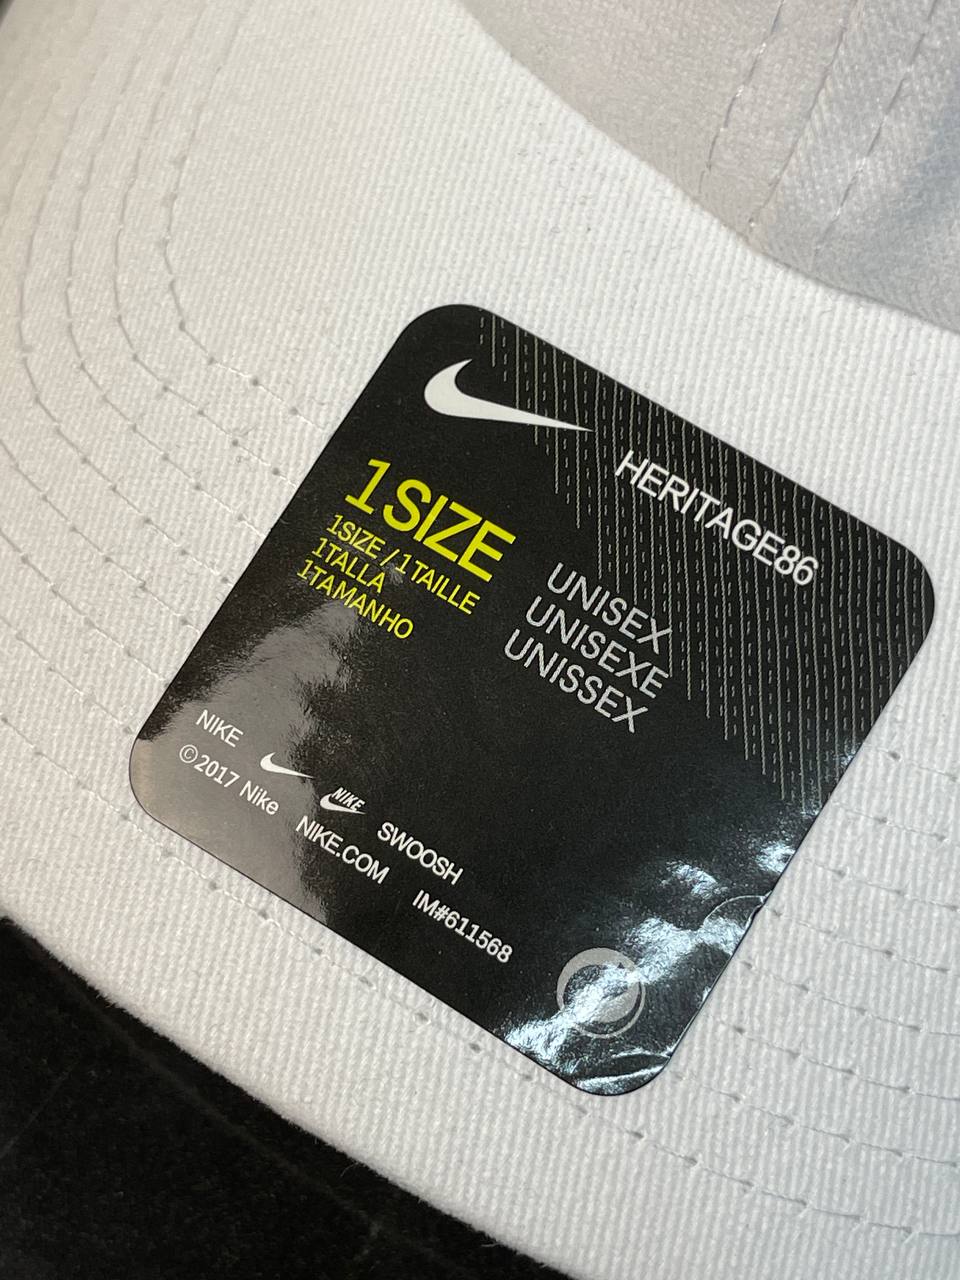 HERITAGE86
1SIZE
1SIZE / 1TAILLE
1TALLA
1TAMANHO
UNISEX
UNISEXE
UNISSEX
NIKE NIKE SWOOSH
©2017 Nike NIKE.COM IM#611568